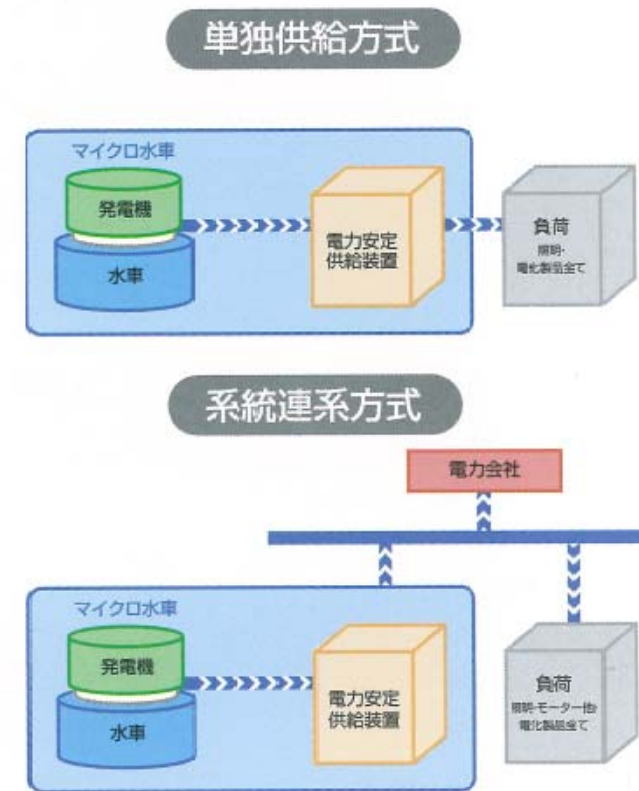 単独供給方式
マイクロ水車
発電機
水車
電力安定
供給装置
負荷
照明・
電化製品全て
系統連系方式
電力会社
マイクロ水車
発電機
水車
電力安定
供給装置
負荷
照明・モーター他・
電化製品全て